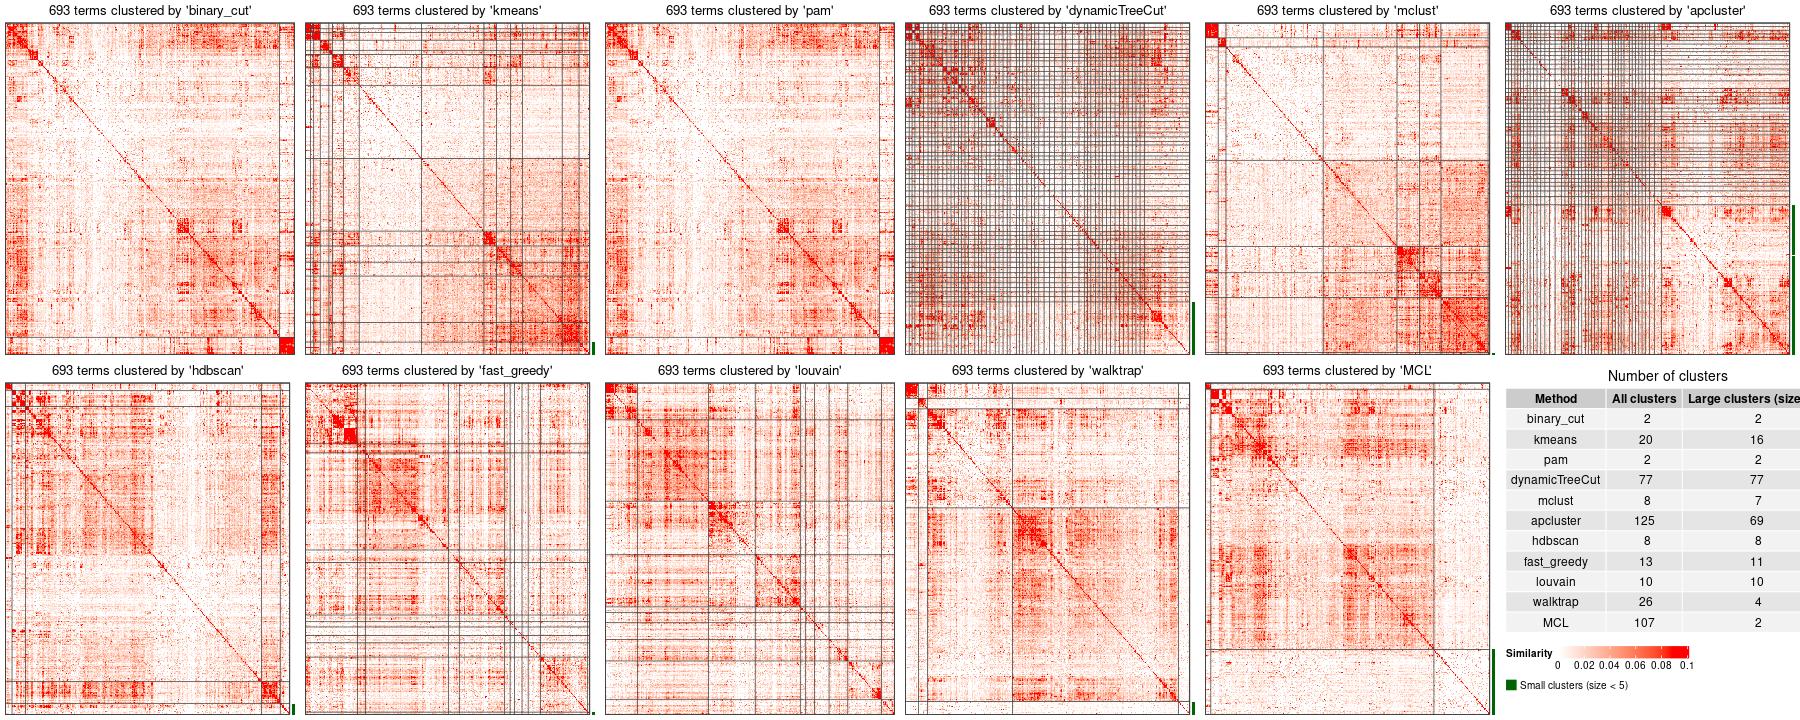 693 terms clustered by 'binary_cut'
693 terms clustered by 'kmeans'
693 terms clustered by 'pam'
693 terms clustered by 'dynamicTreeCut'
693 terms clustered by 'mclust'
693 terms clustered by 'apcluster'
693 terms clustered by 'hdbscan'
693 terms clustered by 'fast_greedy'
693 terms clustered by 'louvain'
693 terms clustered by 'walktrap'
693 terms clustered by 'MCL'
Number of clusters
Method All clusters Large clusters (size
binary_cut 2 2
kmeans 20 16
pam 2 2
dynamicTreeCut 77 77
mclust 8 7
apcluster 125 69
hdbscan 8 8
fast_greedy 13 11
louvain 10 10
walktrap 26 4
MCL 107 2
Similarity
0 0.02 0.04 0.06 0.08 0.1
Small clusters (size < 5)